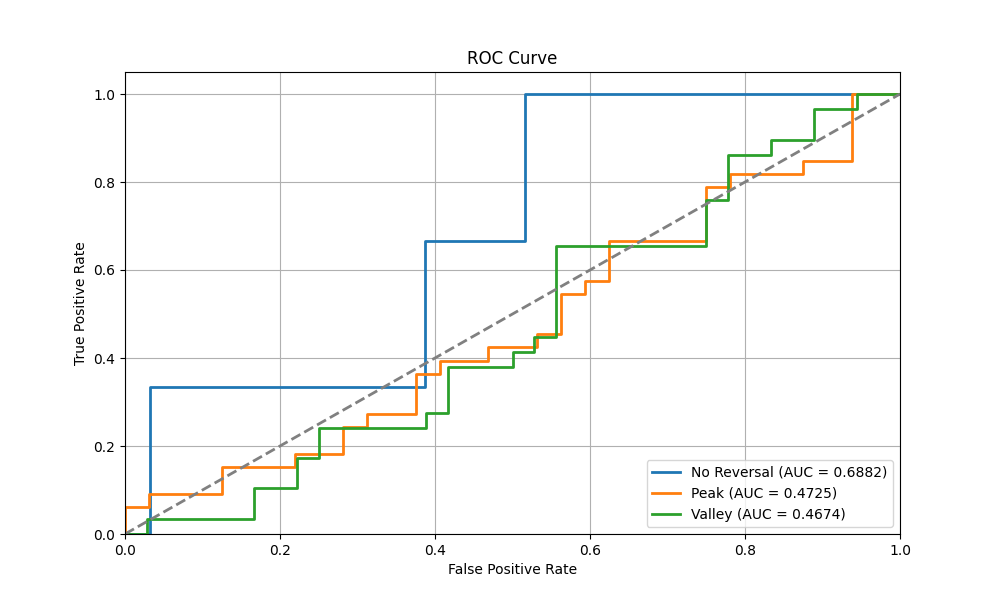 ROC Curve
True Positive Rate
1.0
0.8
0.6
0.4
0.2
0.0
0.0 0.2 0.4 0.6 0.8 1.0
False Positive Rate
No Reversal (AUC = 0.6882)
Peak (AUC = 0.4725)
Valley (AUC = 0.4674)